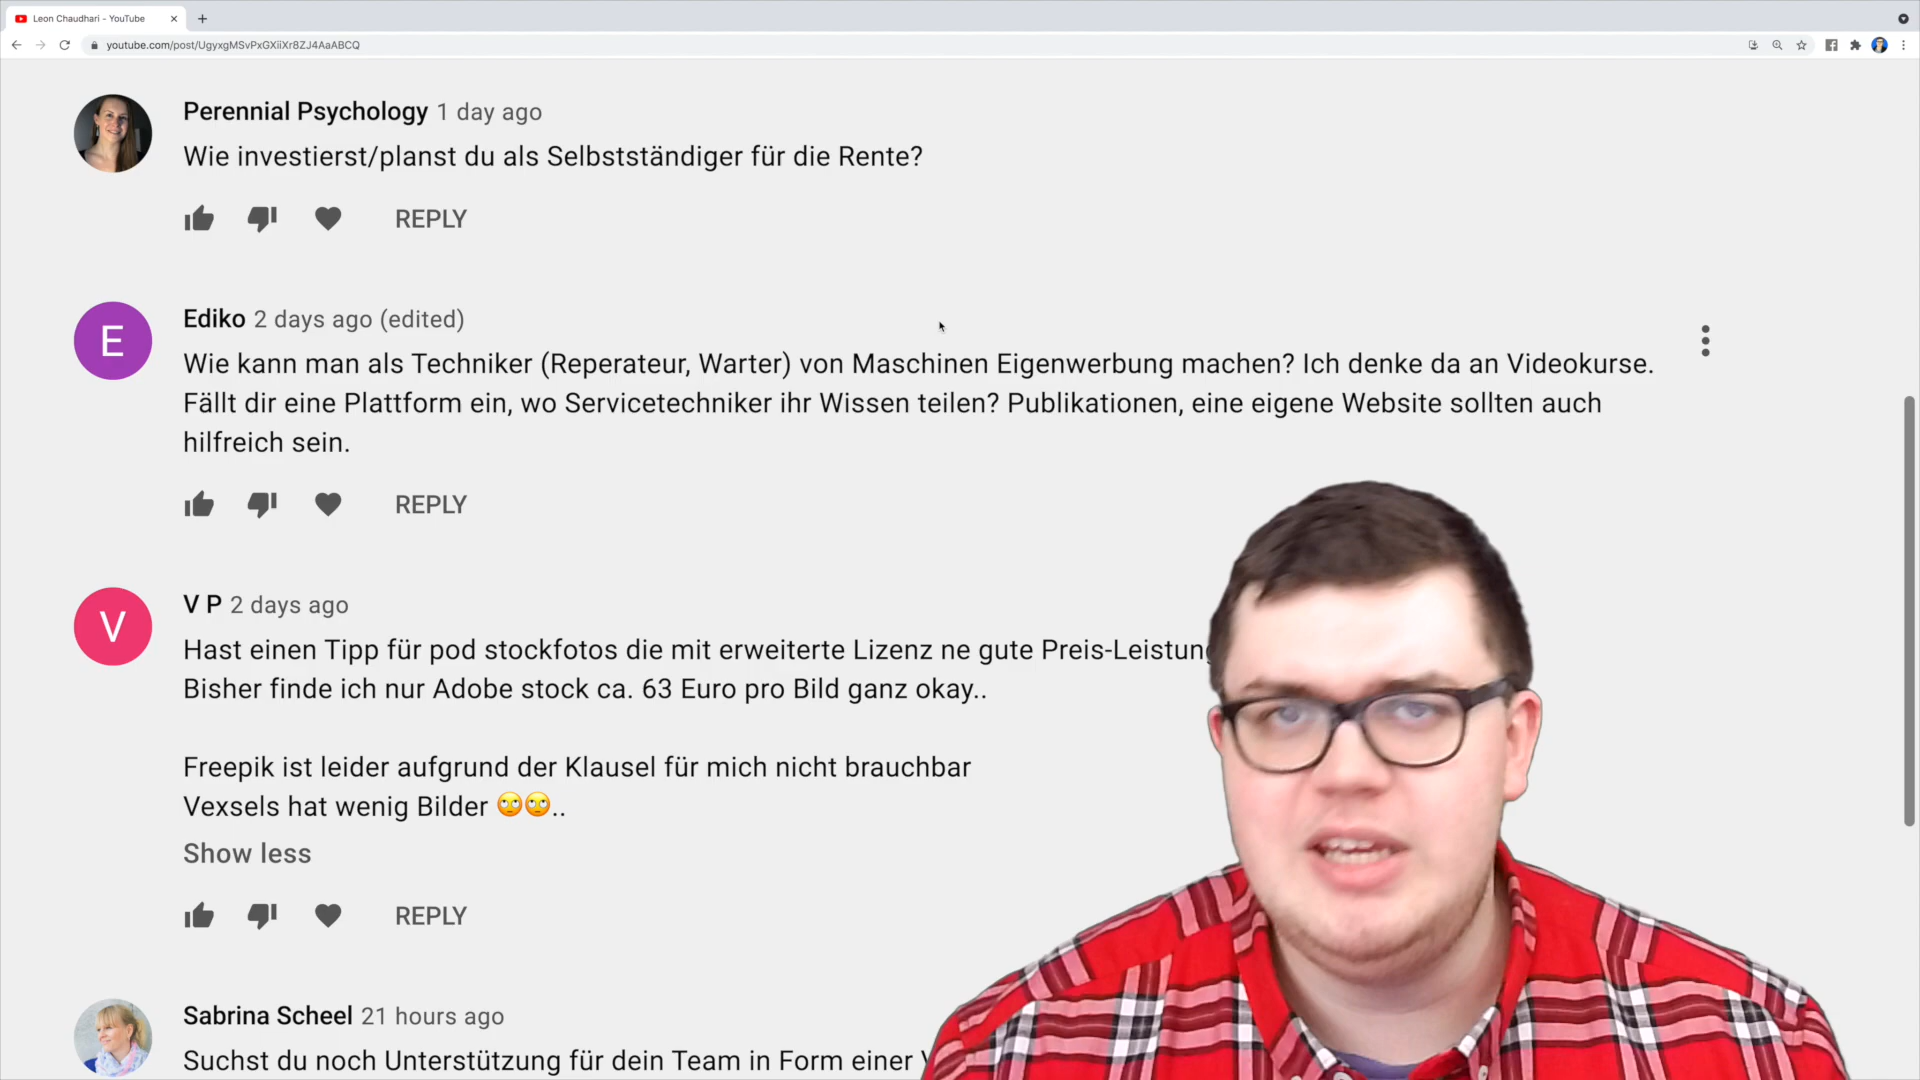 Leon Chaudhari - YouTube
youtube.com/post/UgyxgMSvPxGXiiXr8ZJ4AaABCQ
Perennial Psychology 1 day ago
Wie investierst/planst du als Selbstständiger für die Rente?
REPLY
E
Ediko 2 days ago (edited)
Wie kann man als Techniker (Reperateur, Warter) von Maschinen Eigenwerbung machen? Ich denke da an Videokurse.
Fällt dir eine Plattform ein, wo Servicetechniker ihr Wissen teilen? Publikationen, eine eigene Website sollten auch
hilfreich sein.
REPLY
V
V P 2 days ago
Hast einen Tipp für pod stockfotos die mit erweiterte Lizenz ne gute Preis-Leistung
Bisher finde ich nur Adobe stock ca. 63 Euro pro Bild ganz okay..
Freepik ist leider aufgrund der Klausel für mich nicht brauchbar
Vexsels hat wenig Bilder 🙄🙄..
Show less
REPLY
Sabrina Scheel 21 hours ago
Suchst du noch Unterstützung für dein Team in Form einer